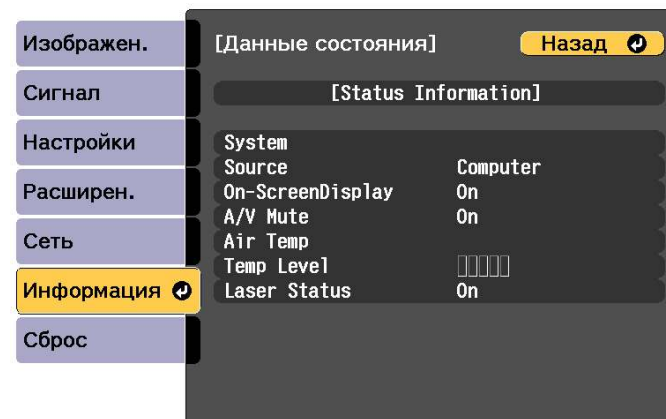 Изображен.
Сигнал
Настройки
Расширен.
Сеть
Информация
Сброс
[Данные состояния]
Назад
[Status Information]
System
Source Computer
On-ScreenDisplay On
A/V Mute On
Air Temp
Temp Level
Laser Status On